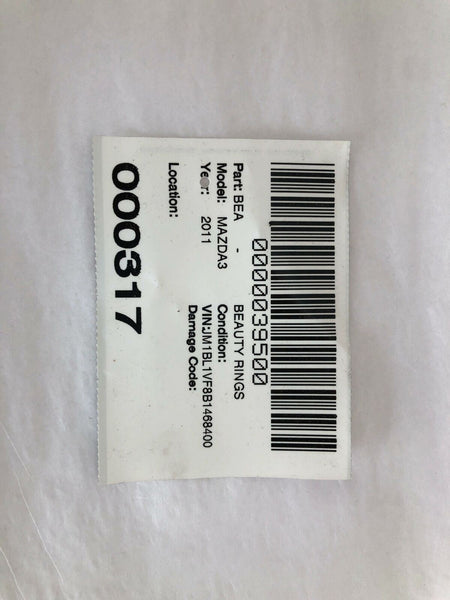 0000039500
Part: BEA - BEAUTY RINGS
Model: MAZDA3 Condition:
Year: 2011 VIN:JM1BL1VF8B1468400
Damage Code:
Location:
000317